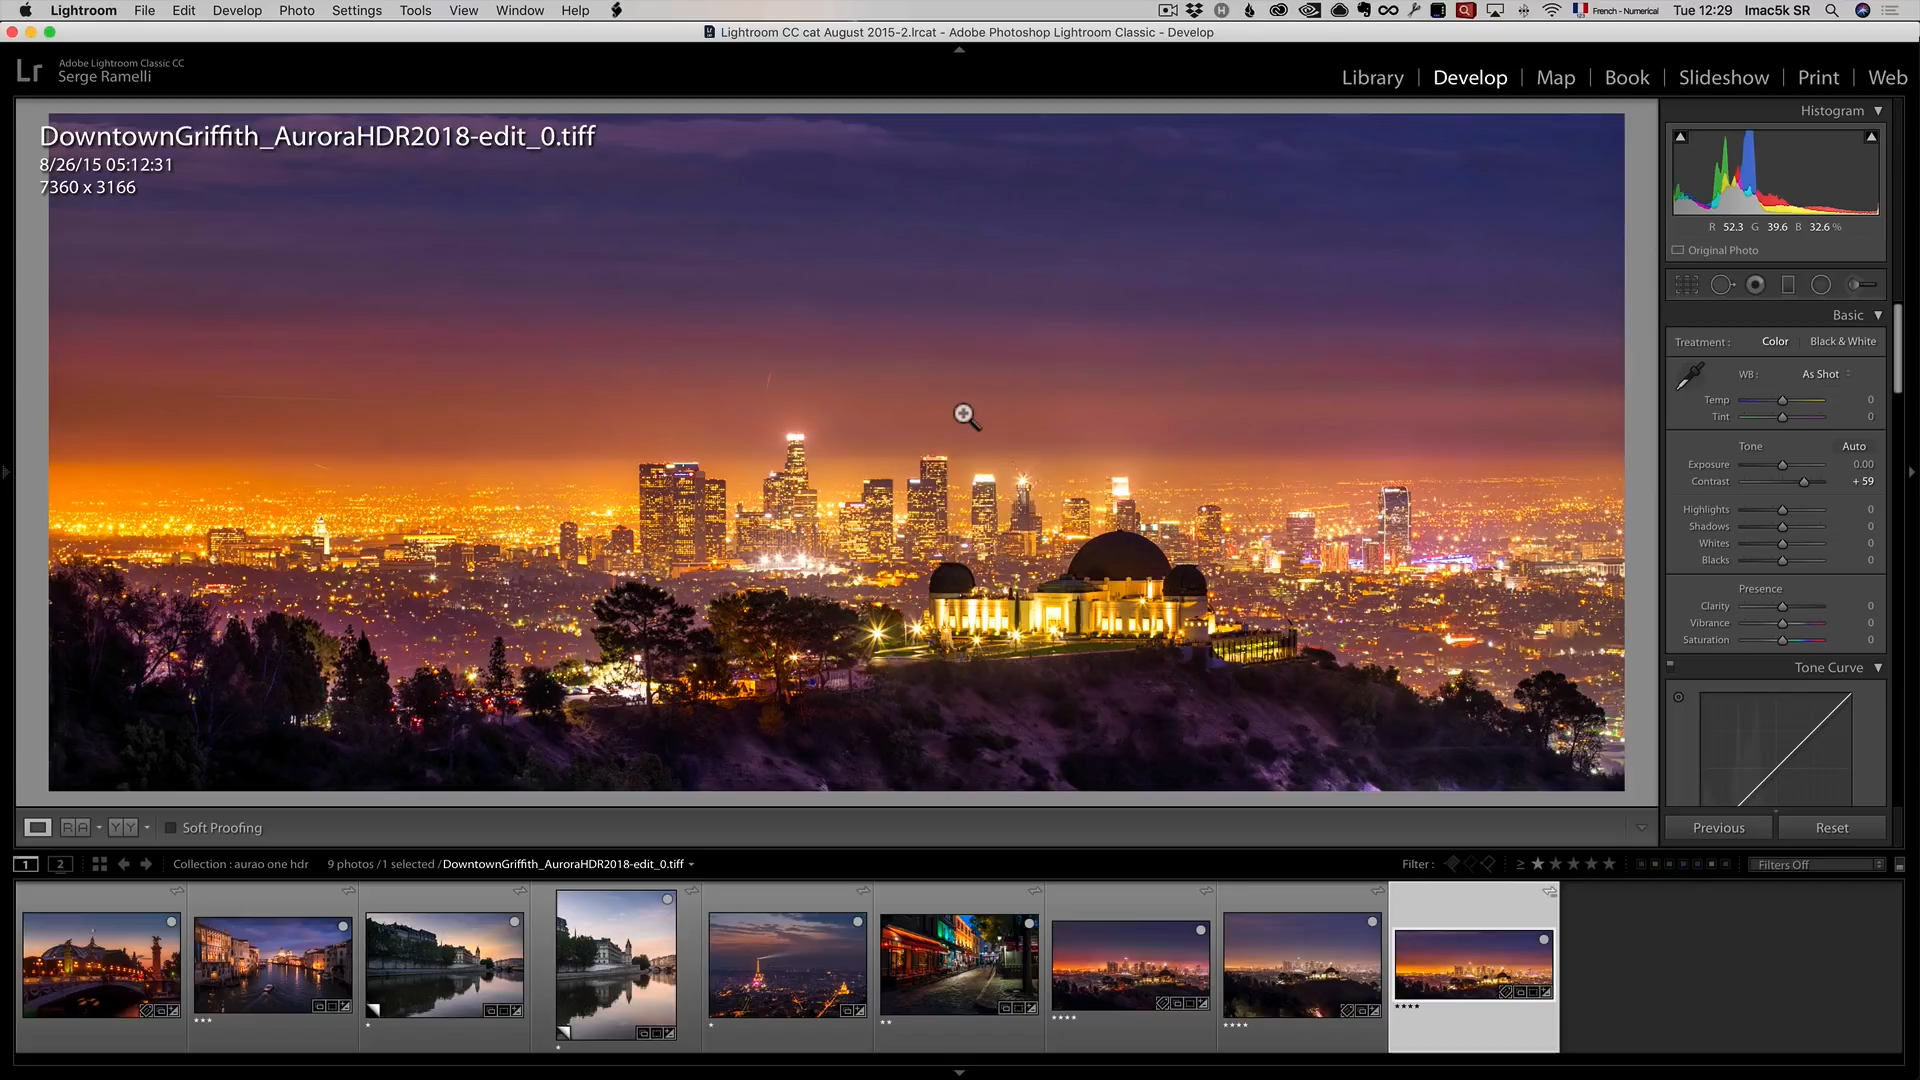 Lightroom File Edit Develop Photo Settings Tools View Window Help French - Numerical Tue 12:29 Imac5k SR
Lightroom CC cat August 2015-2.lrcat - Adobe Photoshop Lightroom Classic - Develop
Lr Adobe Lightroom Classic CC
Serge Ramelli
Library | Develop | Map | Book | Slideshow | Print | Web
DowntownGriffith_AuroraHDR2018-edit_0.tiff
8/26/15 05:12:31
7360 x 3166
Histogram
R 52.3 G 39.6 B 32.6 %
Original Photo
Basic
Treatment : Color Black & White
WB : As Shot
Temp 0
Tint 0
Tone Auto
Exposure 0.00
Contrast + 59
Highlights 0
Shadows 0
Whites 0
Blacks 0
Presence
Clarity 0
Vibrance 0
Saturation 0
Tone Curve
Previous Reset
RA YY Soft Proofing
1 2 Collection : aurao one hdr 9 photos / 1 selected / DowntownGriffith_AuroraHDR2018-edit_0.tiff Filter : ≥ ★★★★★ Filters Off